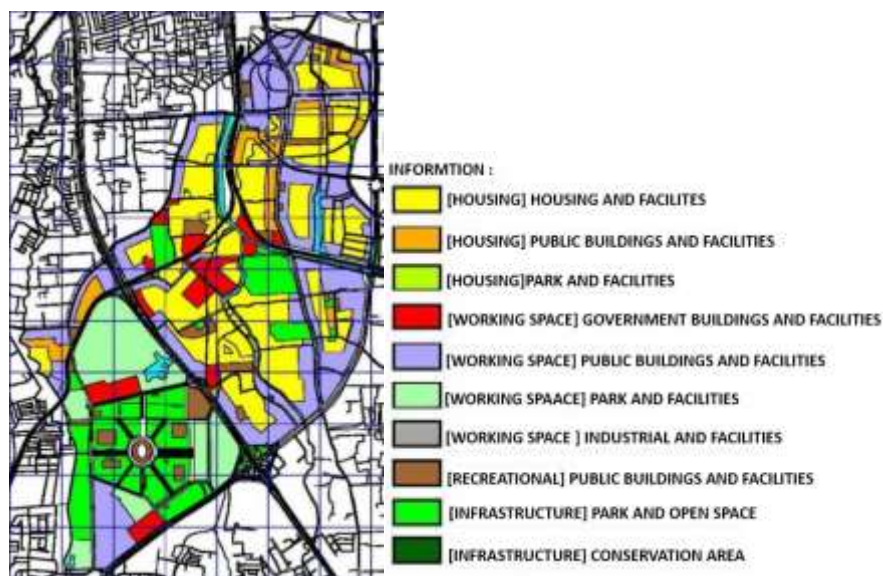 INFORMTION :
[HOUSING] HOUSING AND FACILITES
[HOUSING] PUBLIC BUILDINGS AND FACILITIES
[HOUSING]PARK AND FACILITIES
[WORKING SPACE] GOVERNMENT BUILDINGS AND FACILITIES
[WORKING SPACE] PUBLIC BUILDINGS AND FACILITIES
[WORKING SPAACE] PARK AND FACILITIES
[WORKING SPACE ] INDUSTRIAL AND FACILITIES
[RECREATIONAL] PUBLIC BUILDINGS AND FACILITIES
[INFRASTRUCTURE] PARK AND OPEN SPACE
[INFRASTRUCTURE] CONSERVATION AREA